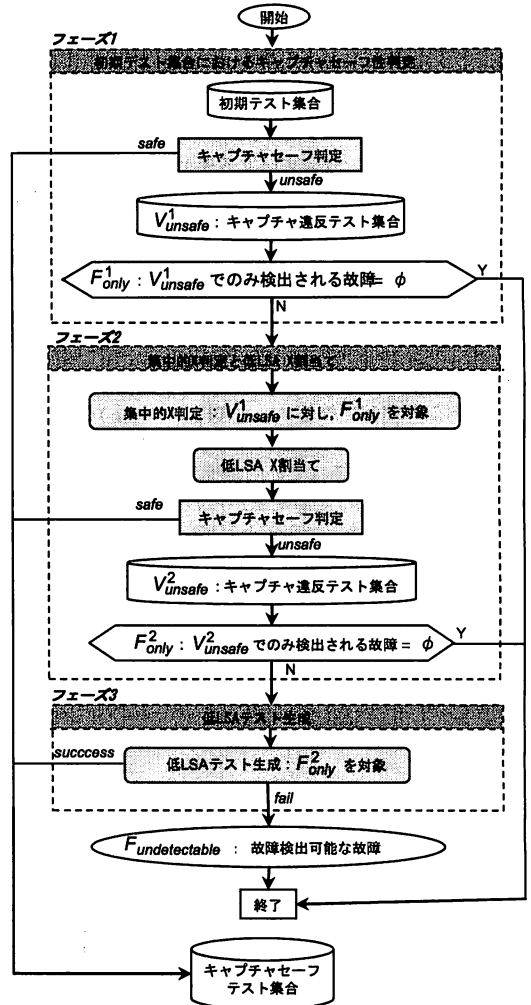 開始
フェーズ1
初期テスト集合におけるキャプチャセーフ性判定
初期テスト集合
safe
キャプチャセーフ判定
unsafe
V¹unsafe : キャプチャ違反テスト集合
F¹only : V¹unsafe でのみ検出される故障= φ
Y
N
フェーズ2
集中的X判定と低LSA X割当て
集中的X判定 : V¹unsafe に対し, F¹only を対象
低LSA X割当て
safe
キャプチャセーフ判定
unsafe
V²unsafe : キャプチャ違反テスト集合
F²only : V²unsafe でのみ検出される故障 = φ
Y
N
フェーズ3
低LSAテスト生成
succcess
低LSAテスト生成 : F²only を対象
fail
Fundetectable : 故障検出可能な故障
終了
キャプチャセーフ
テスト集合